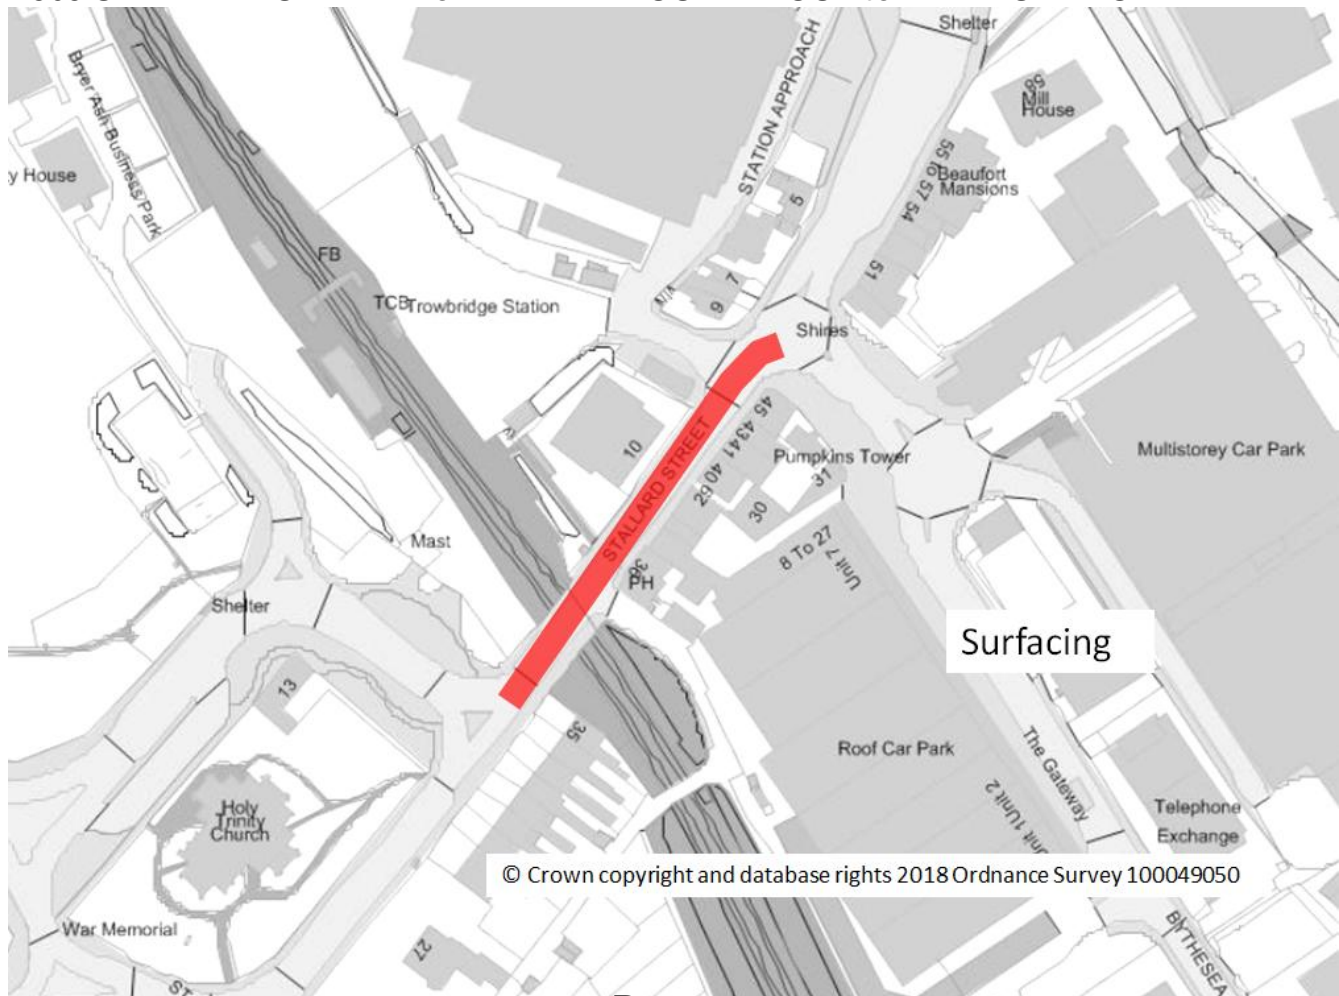 Shelter
STATION APPROACH
58
Mill
House
Bryer Ash Business Park
y House
55 to 57
54
Beaufort
Mansions
5
51
FB
TCB
Trowbridge Station
7
6
Shires
45
43
41
40
29
10
STALLARD STREET
Pumpkins Tower
31
30
Multistorey Car Park
8 To 27
Unit 7
Mast
36
PH
Shelter
Surfacing
13
35
Roof Car Park
The Gateway
Unit 2
Unit 1
Holy
Trinity
Church
Telephone
Exchange
© Crown copyright and database rights 2018 Ordnance Survey 100049050
War Memorial
27
BYTHESEA
ST